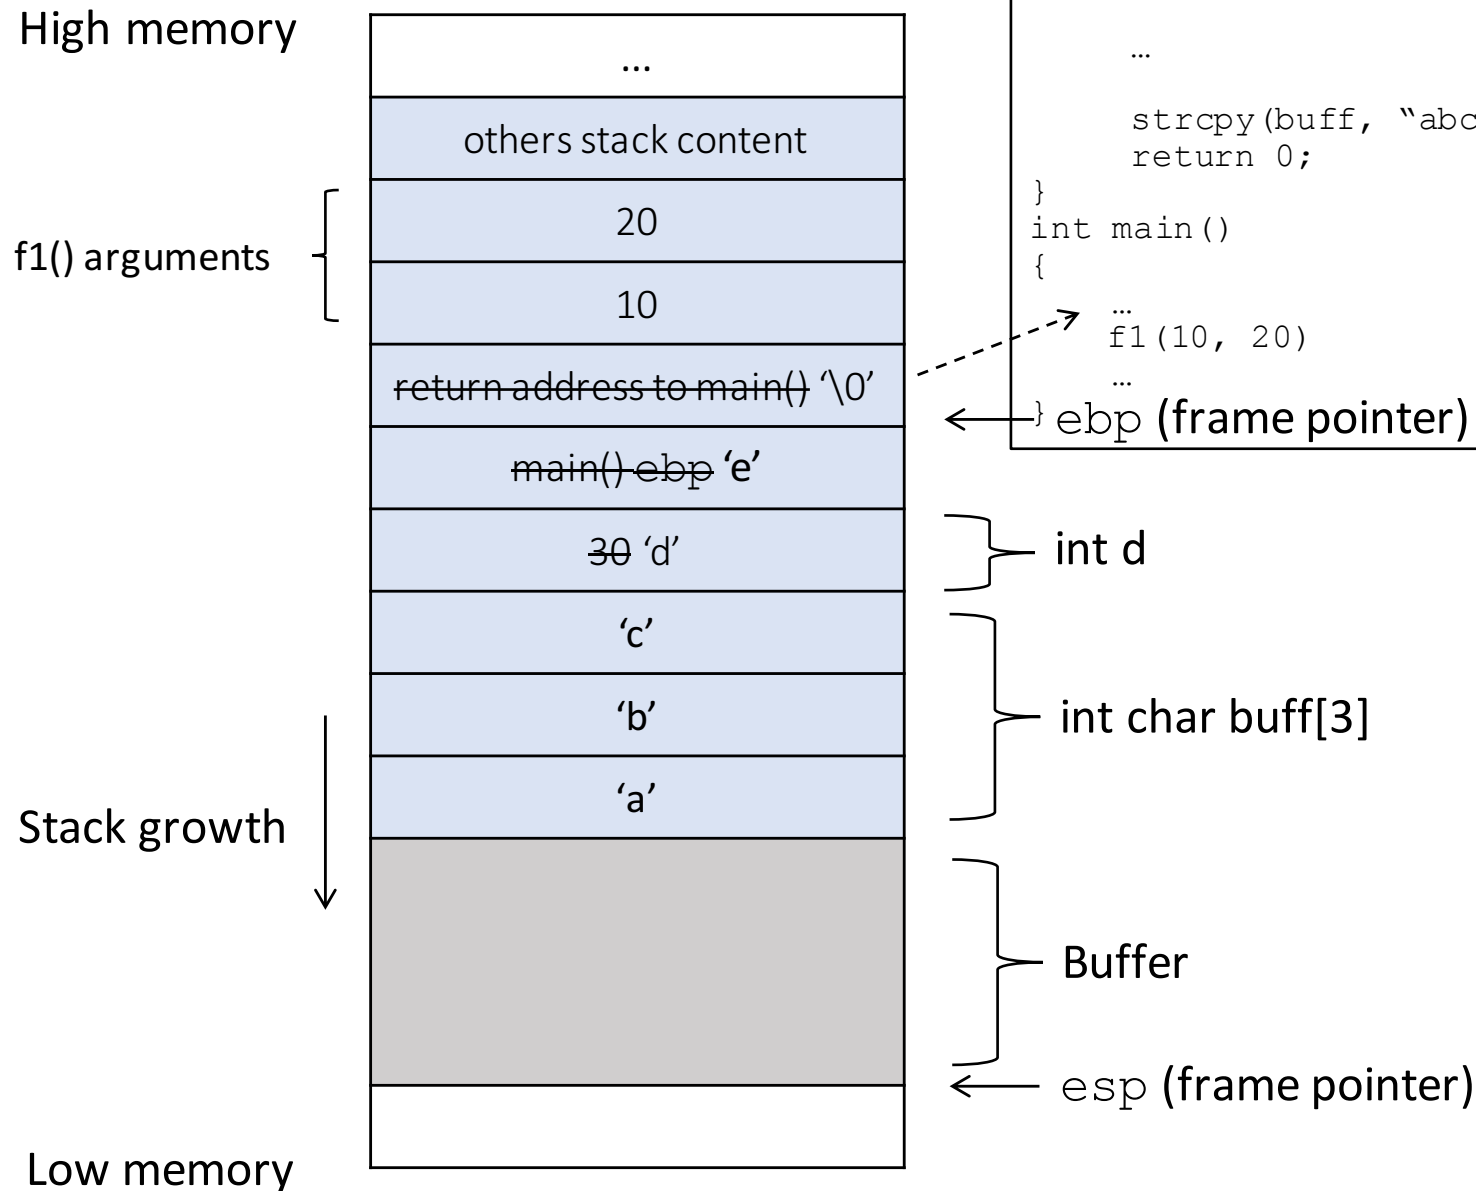 High memory
...
others stack content
f1() arguments
20
10
return address to main() ‘\0’
main() ebp ‘e’
30 ‘d’
‘c’
‘b’
‘a’
Stack growth
Low memory
…
strcpy(buff, “abc
return 0;
}
int main()
{
…
f1(10, 20)
…
}
ebp (frame pointer)
int d
int char buff[3]
Buffer
esp (frame pointer)